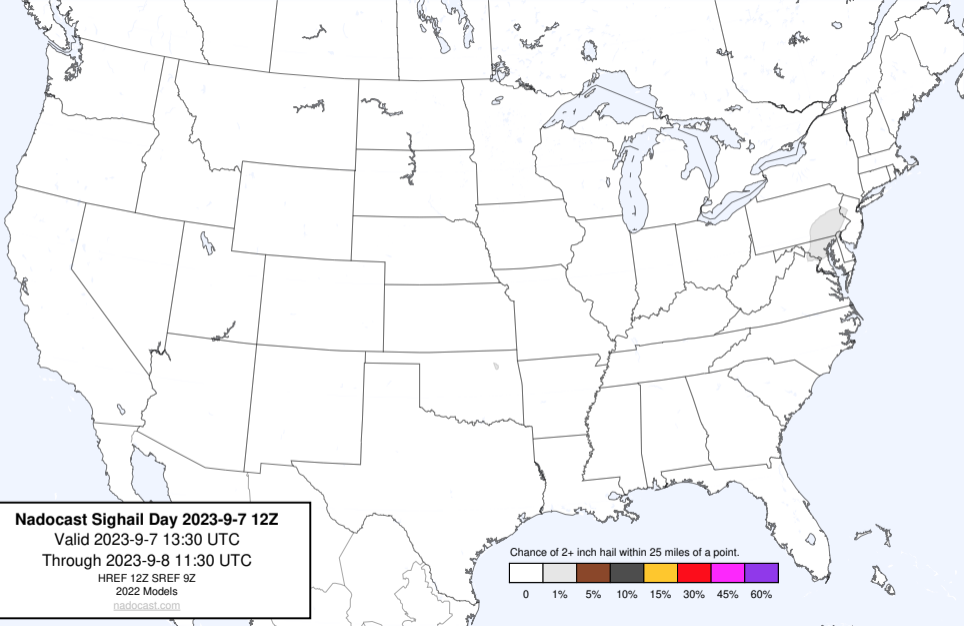 Nadocast Sighail Day 2023-9-7 12Z
Valid 2023-9-7 13:30 UTC
Through 2023-9-8 11:30 UTC
HREF 12Z SREF 9Z
2022 Models
nadocast.com
Chance of 2+ inch hail within 25 miles of a point.
0 1% 5% 10% 15% 30% 45% 60%